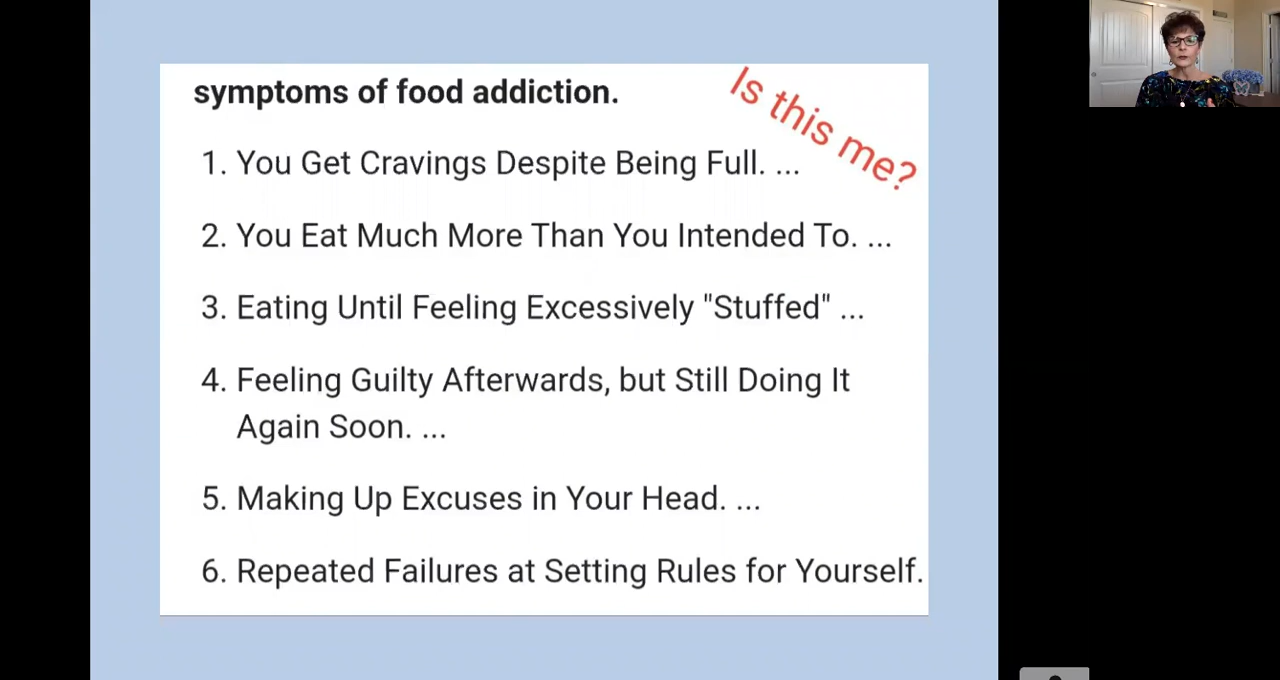 symptoms of food addiction.
Is this me?
1. You Get Cravings Despite Being Full. ...
2. You Eat Much More Than You Intended To. ...
3. Eating Until Feeling Excessively "Stuffed" ...
4. Feeling Guilty Afterwards, but Still Doing It
Again Soon. ...
5. Making Up Excuses in Your Head. ...
6. Repeated Failures at Setting Rules for Yourself.